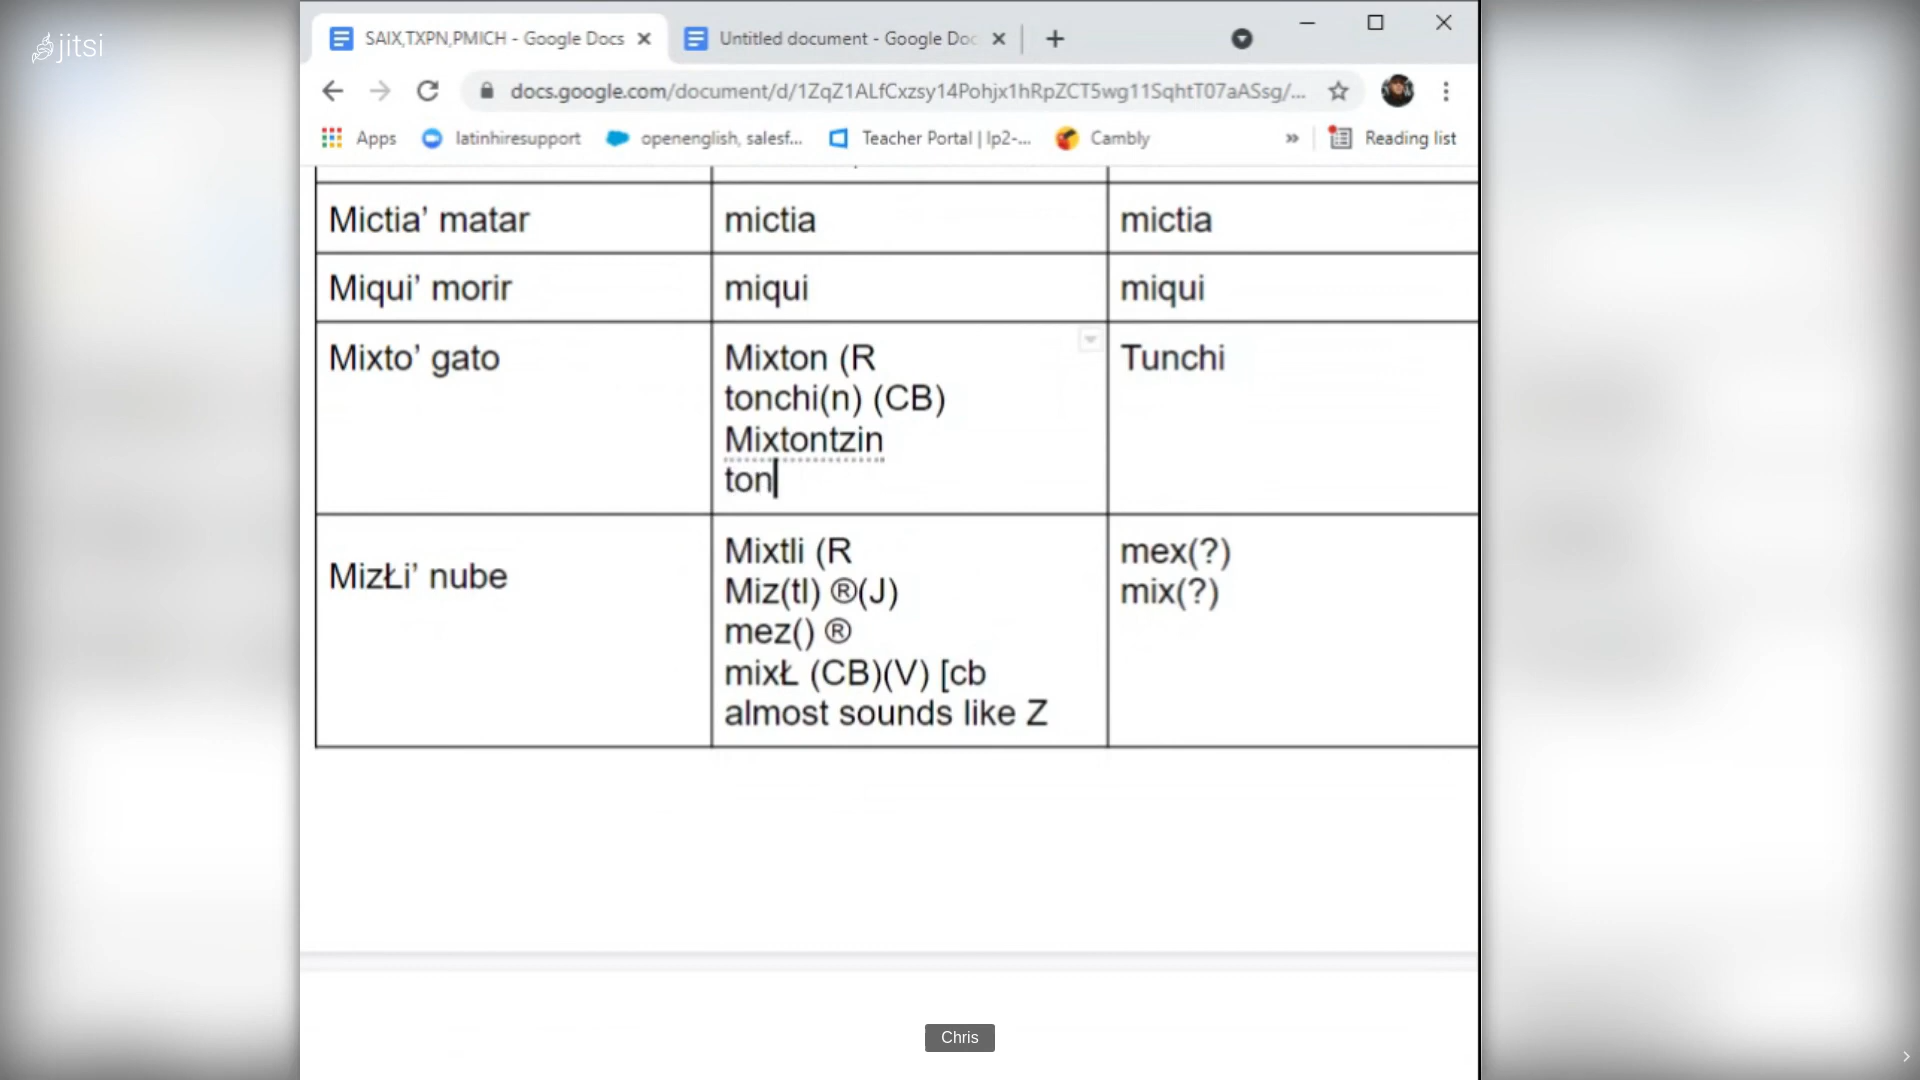 jitsi
SAIX,TXPN,PMICH - Google Docs
Untitled document - Google Doc
docs.google.com/document/d/1ZqZ1ALfCxzsy14Pohjx1hRpZCT5wg11SqhtT07aASsg/...
Apps latinhiresupport openenglish, salesf... Teacher Portal | lp2-... Cambly » Reading list
Mictia’ matar
mictia
mictia
Miqui’ morir
miqui
miqui
Mixto’ gato
Mixton (R
tonchi(n) (CB)
Mixtontzin
ton
Tunchi
MizŁi’ nube
Mixtli (R
Miz(tl) ®(J)
mez() ®
mixŁ (CB)(V) [cb
almost sounds like Z
mex(?)
mix(?)
Chris